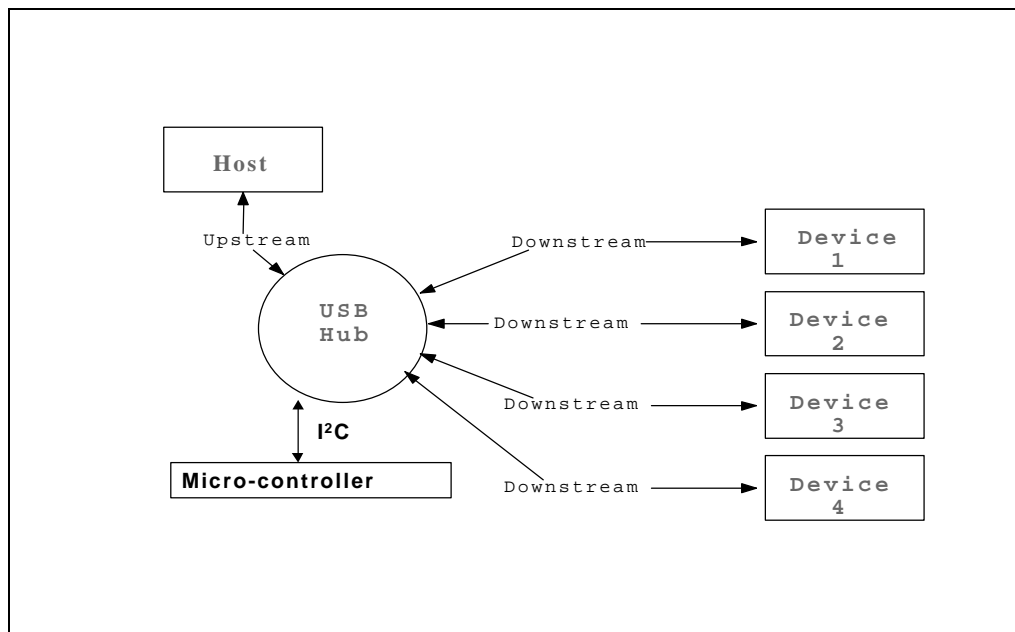 Host
Upstream
USB
Hub
I²C
Micro-controller
Downstream
Device
1
Downstream
Device
2
Downstream
Device
3
Downstream
Device
4